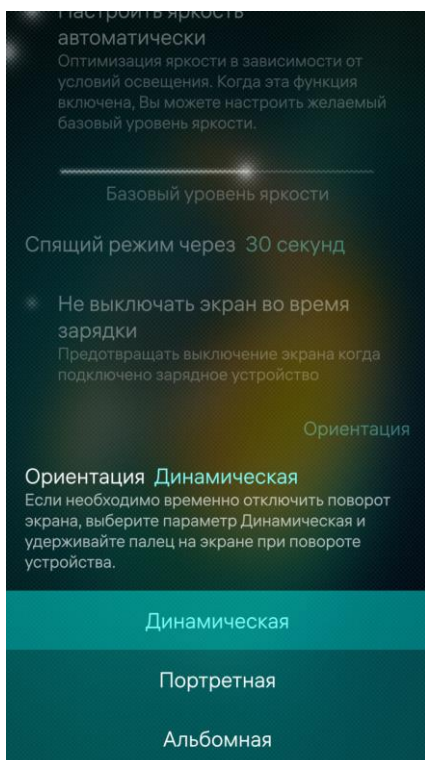 Настроить яркость
автоматически
Оптимизация яркости в зависимости от
условий освещения. Когда эта функция
включена, Вы можете настроить желаемый
базовый уровень яркости.
Базовый уровень яркости
Спящий режим через 30 секунд
Не выключать экран во время
зарядки
Предотвращать выключение экрана когда
подключено зарядное устройство
Ориентация
Ориентация Динамическая
Если необходимо временно отключить поворот
экрана, выберите параметр Динамическая и
удерживайте палец на экране при повороте
устройства.
Динамическая
Портретная
Альбомная